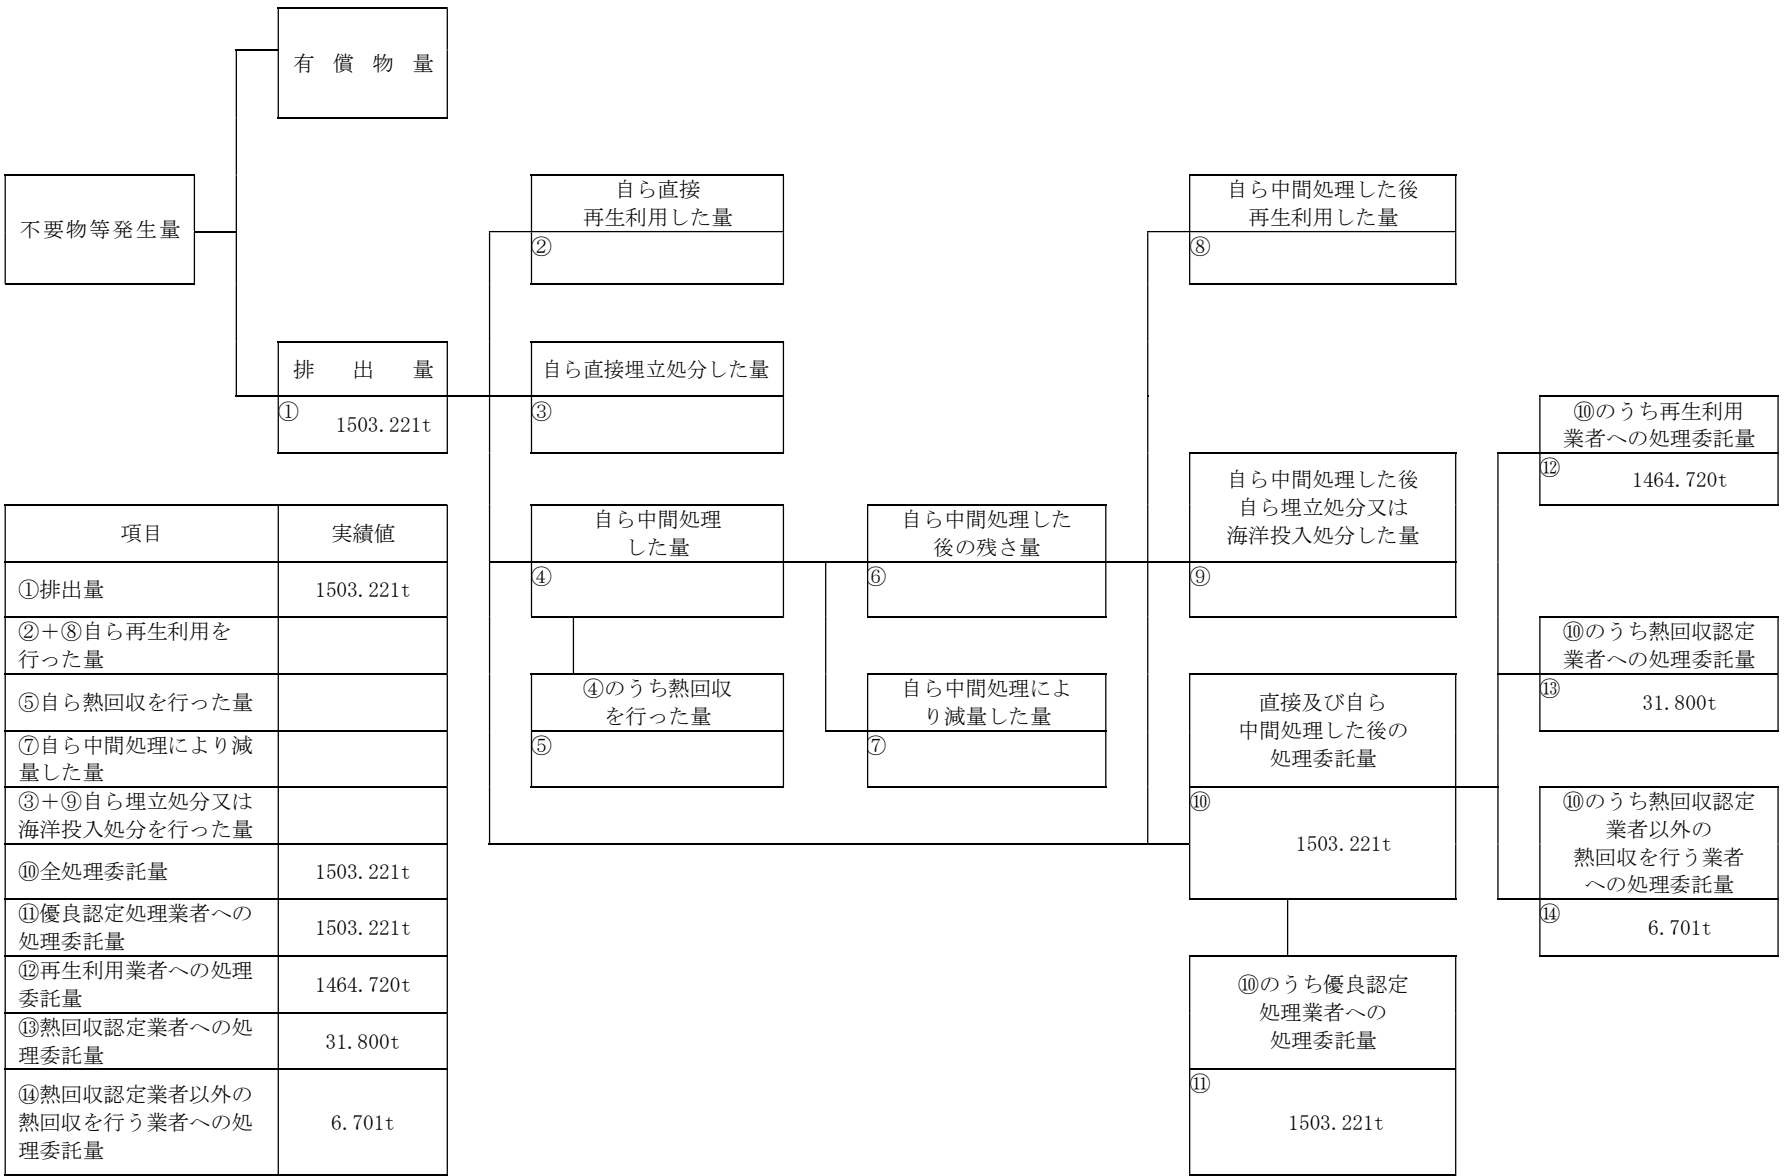 有償物量
不要物等発生量
自ら直接
再生利用した量
②
自ら中間処理した後
再生利用した量
⑧
排出量
① 1503.221t
自ら直接埋立処分した量
③
⑩のうち再生利用
業者への処理委託量
⑫ 1464.720t
自ら中間処理した後
自ら埋立処分又は
海洋投入処分した量
⑨
自ら中間処理
した量
④
自ら中間処理した
後の残さ量
⑥
⑩のうち熱回収認定
業者への処理委託量
⑬ 31.800t
④のうち熱回収
を行った量
⑤
自ら中間処理によ
り減量した量
⑦
直接及び自ら
中間処理した後の
処理委託量
⑩
1503.221t
⑩のうち熱回収認定
業者以外の
熱回収を行う業者
への処理委託量
⑭ 6.701t
⑩のうち優良認定
処理業者への
処理委託量
⑪
1503.221t
項目 実績値
①排出量 1503.221t
②＋⑧自ら再生利用を
行った量
⑤自ら熱回収を行った量
⑦自ら中間処理により減
量した量
③＋⑨自ら埋立処分又は
海洋投入処分を行った量
⑩全処理委託量 1503.221t
⑪優良認定処理業者への
処理委託量 1503.221t
⑫再生利用業者への処理
委託量 1464.720t
⑬熱回収認定業者への処
理委託量 31.800t
⑭熱回収認定業者以外の
熱回収を行う業者への処
理委託量 6.701t